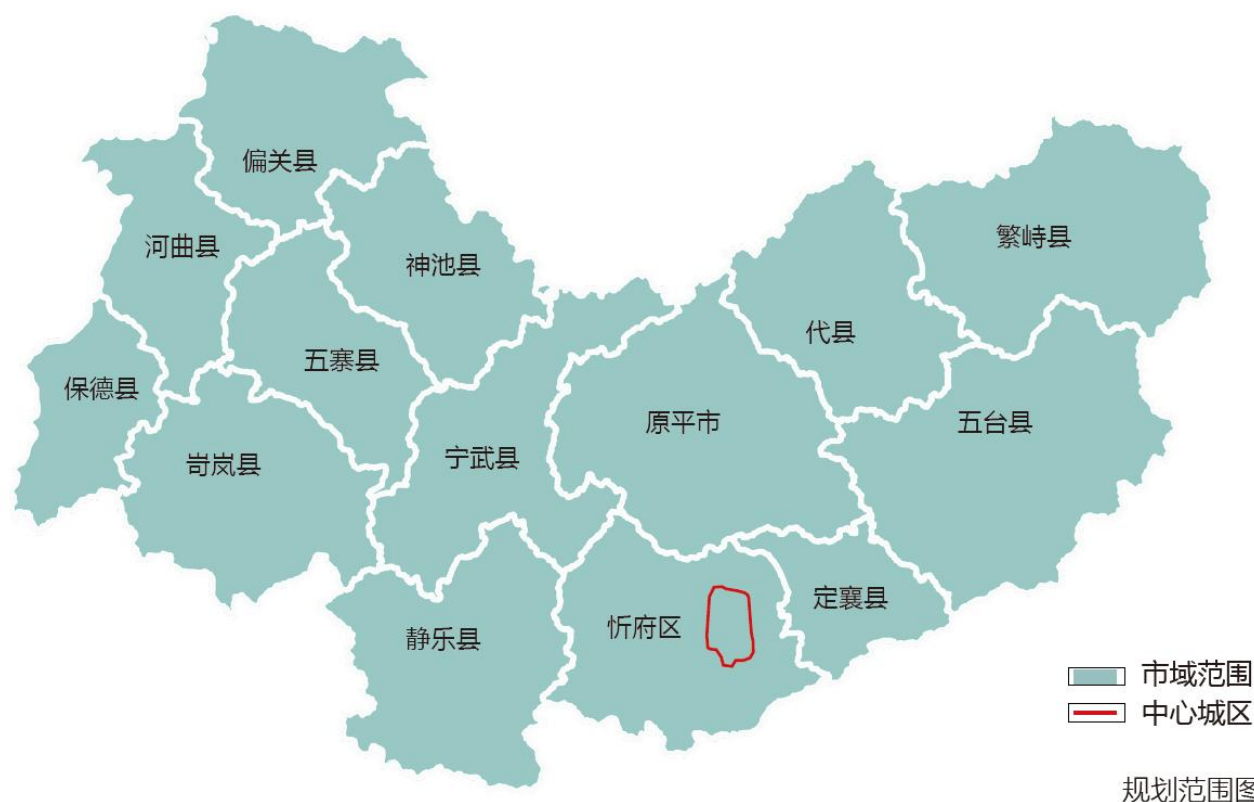 偏关县
河曲县
神池县
繁峙县
代县
五寨县
保德县
原平市
五台县
宁武县
岢岚县
定襄县
忻府区
静乐县
市域范围
中心城区
规划范围图